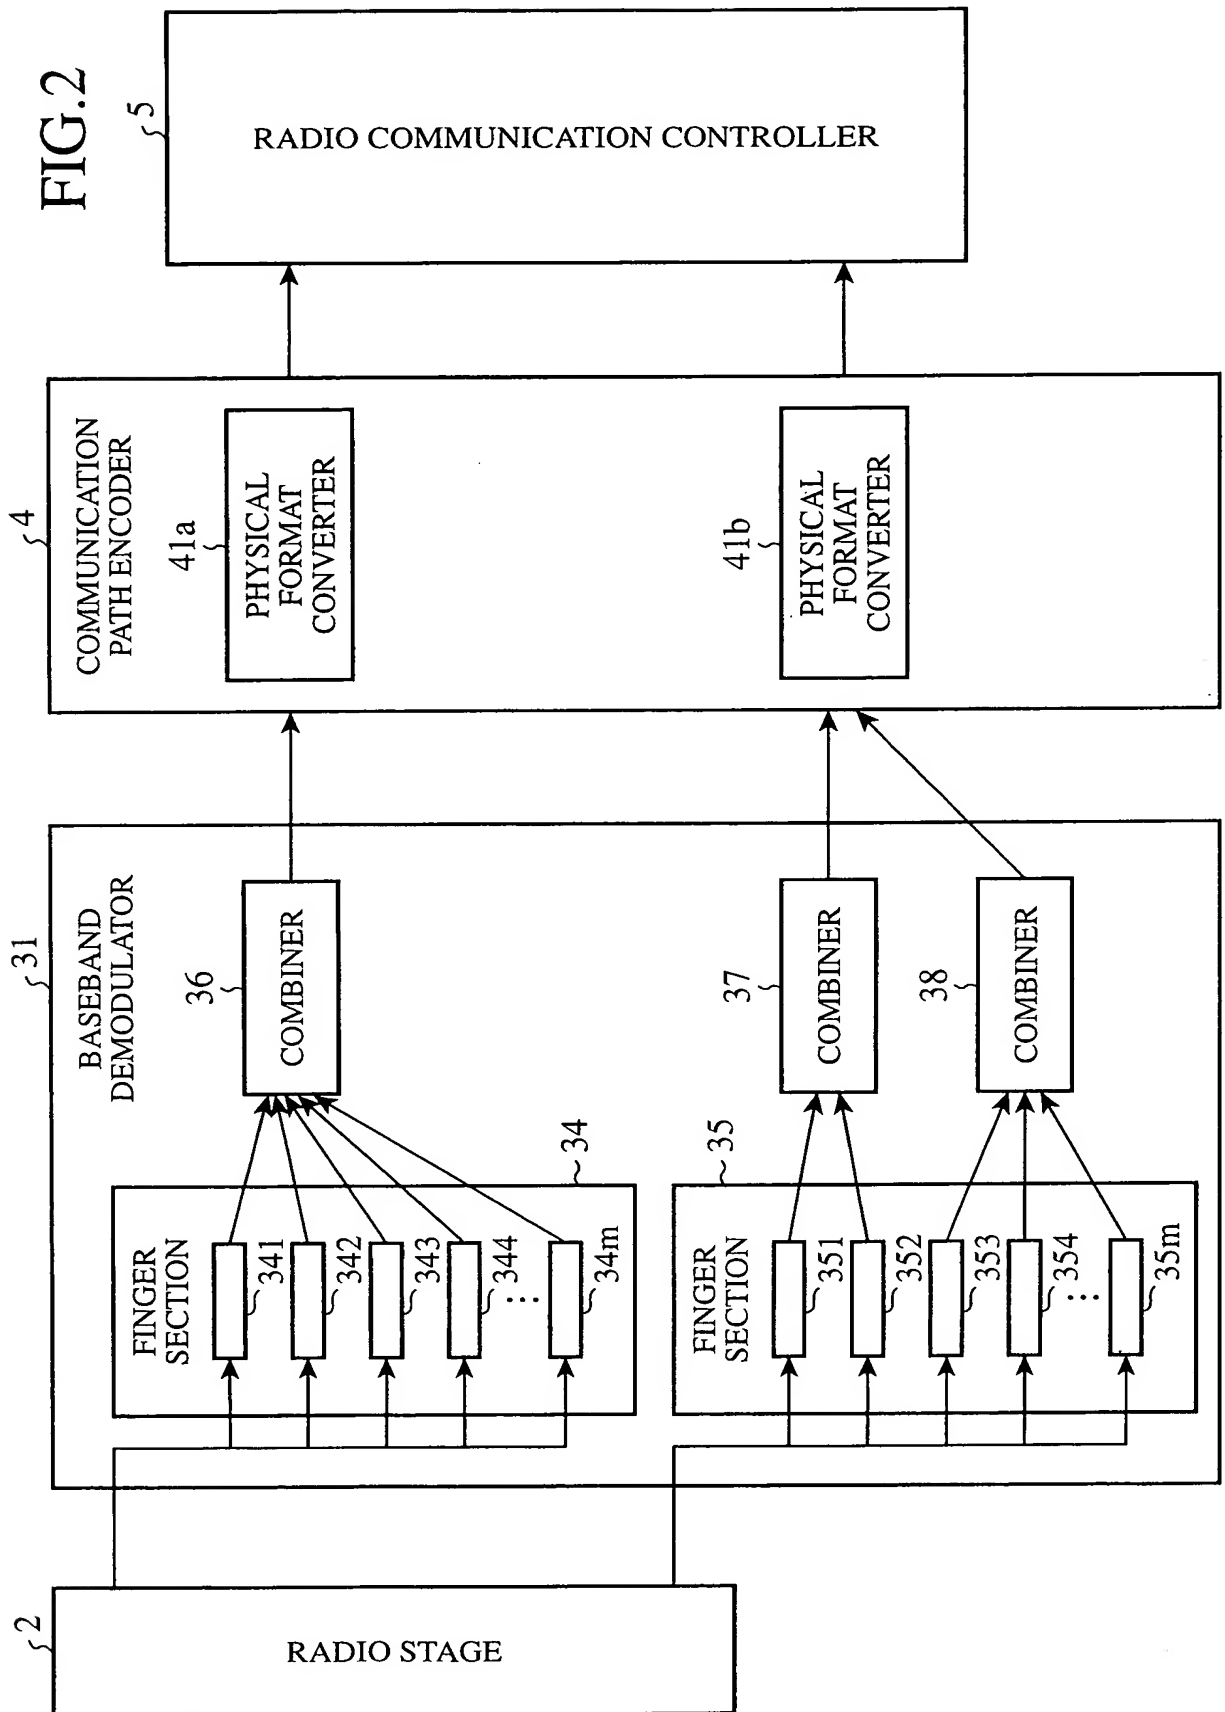 FIG.2
2
RADIO STAGE
31
BASEBAND
DEMODULATOR
FINGER
SECTION
341
342
343
344
...
34m
34
36
COMBINER
FINGER
SECTION
351
352
353
354
...
35m
35
37
COMBINER
38
COMBINER
4
COMMUNICATION
PATH ENCODER
41a
PHYSICAL
FORMAT
CONVERTER
41b
PHYSICAL
FORMAT
CONVERTER
5
RADIO COMMUNICATION CONTROLLER